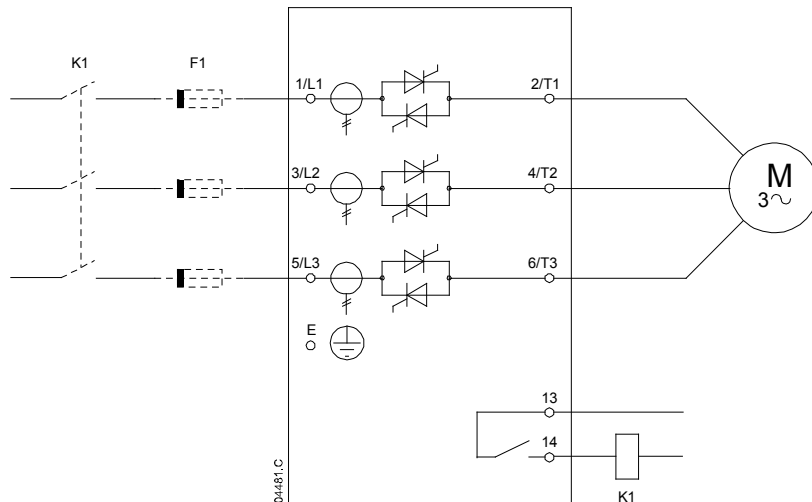 K1
F1
1/L1
2/T1
3/L2
4/T2
M
3~
5/L3
6/T3
E
13
14
04481.C
K1